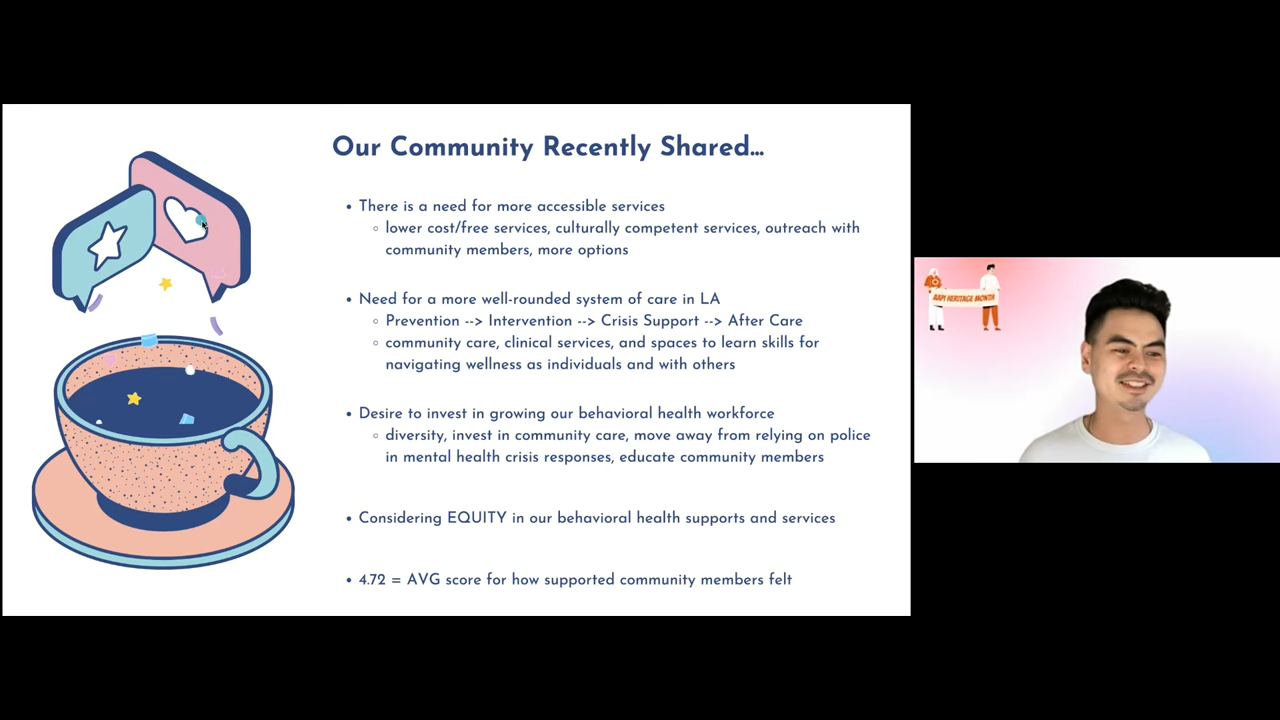 Our Community Recently Shared...
• There is a need for more accessible services
◦ lower cost/free services, culturally competent services, outreach with
community members, more options
• Need for a more well-rounded system of care in LA
◦ Prevention --> Intervention --> Crisis Support --> After Care
◦ community care, clinical services, and spaces to learn skills for
navigating wellness as individuals and with others
• Desire to invest in growing our behavioral health workforce
◦ diversity, invest in community care, move away from relying on police
in mental health crisis responses, educate community members
• Considering EQUITY in our behavioral health supports and services
• 4.72 = AVG score for how supported community members felt
AAPI HERITAGE MONTH